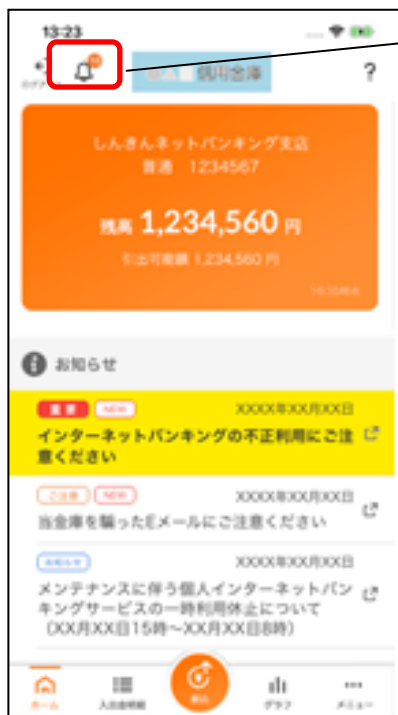 13:23
信用金庫
?
しんきんネットバンキング支店
普通 1234567
残高 1,234,560 円
引出可能額 1,234,560 円
お知らせ
重要 NEW XXXX年XX月XX日
インターネットバンキングの不正利用にご注
意ください
ご注意 NEW XXXX年XX月XX日
当金庫を騙ったEメールにご注意ください
お知らせ XXXX年XX月XX日
メンテナンスに伴う個人インターネットバン
キングサービスの一時利用休止について
(XX月XX日15時～XX月XX日8時)
ホーム 入出金明細 振込 グラフ メニュー